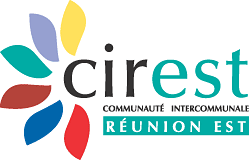 cirest
COMMUNAUTÉ INTERCOMMUNALE
RÉUNION EST